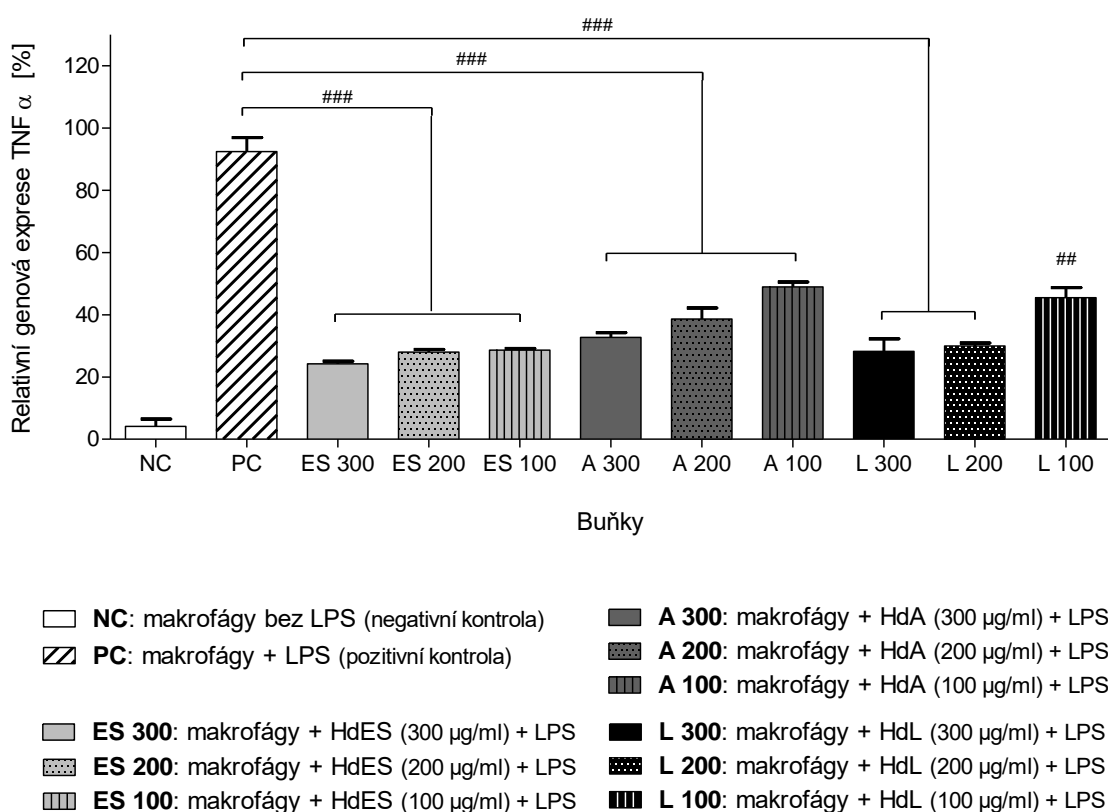 ###
###
###
##
Relativní genová exprese TNF α [%]
120
100
80
60
40
20
0
NC PC ES 300 ES 200 ES 100 A 300 A 200 A 100 L 300 L 200 L 100
Buňky
NC: makrofágy bez LPS (negativní kontrola)
PC: makrofágy + LPS (pozitivní kontrola)
ES 300: makrofágy + HdES (300 µg/ml) + LPS
ES 200: makrofágy + HdES (200 µg/ml) + LPS
ES 100: makrofágy + HdES (100 µg/ml) + LPS
A 300: makrofágy + HdA (300 µg/ml) + LPS
A 200: makrofágy + HdA (200 µg/ml) + LPS
A 100: makrofágy + HdA (100 µg/ml) + LPS
L 300: makrofágy + HdL (300 µg/ml) + LPS
L 200: makrofágy + HdL (200 µg/ml) + LPS
L 100: makrofágy + HdL (100 µg/ml) + LPS